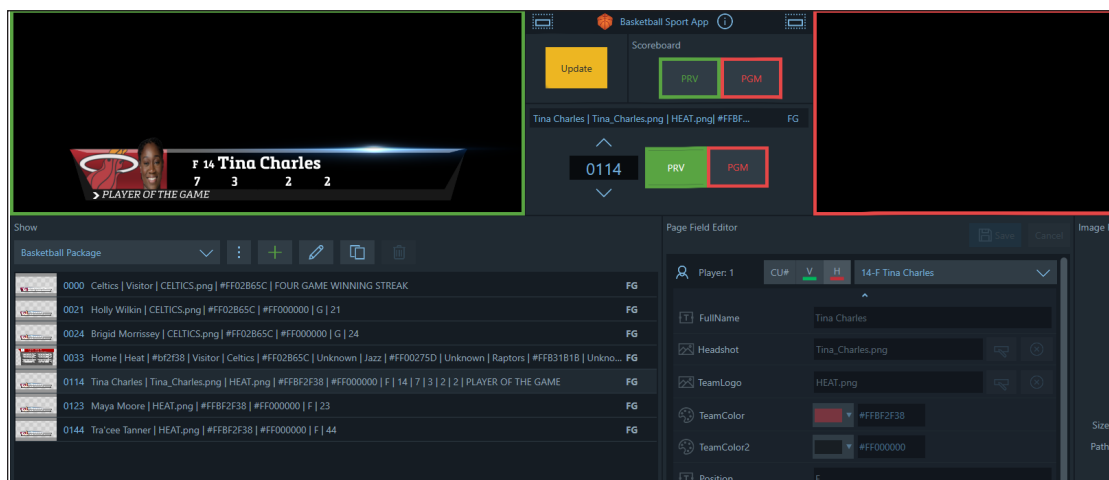 Basketball Sport App
Update
Scoreboard
PRV
PGM
Tina Charles | Tina_Charles.png | HEAT.png| #FFBF... FG
0114
PRV
PGM
F 14 Tina Charles
7 3 2 2
PLAYER OF THE GAME
Show
Basketball Package
0000 Celtics | Visitor | CELTICS.png | #FF02B65C | FOUR GAME WINNING STREAK FG
0021 Holly Wilkin | CELTICS.png | #FF02B65C | #FF000000 | G | 21 FG
0024 Brigid Morrissey | CELTICS.png | #FF02B65C | #FF000000 | G | 24 FG
0033 Home | Heat | #bf2f38 | Visitor | Celtics | #FF02B65C | Unknown | Jazz | #FF00275D | Unknown | Raptors | #FFB31B1B | Unkno... FG
0114 Tina Charles | Tina_Charles.png | HEAT.png | #FFBF2F38 | #FF000000 | F | 14 | 7 | 3 | 2 | 2 | PLAYER OF THE GAME FG
0123 Maya Moore | HEAT.png | #FFBF2F38 | #FF000000 | F | 23 FG
0144 Tra'cee Tanner | HEAT.png | #FFBF2F38 | #FF000000 | F | 44 FG
Page Field Editor
Save
Cancel
Player: 1 CU# V H 14-F Tina Charles
FullName Tina Charles
Headshot Tina_Charles.png
TeamLogo HEAT.png
TeamColor #FFBF2F38
TeamColor2 #FF000000
Position F
Image
Size
Path